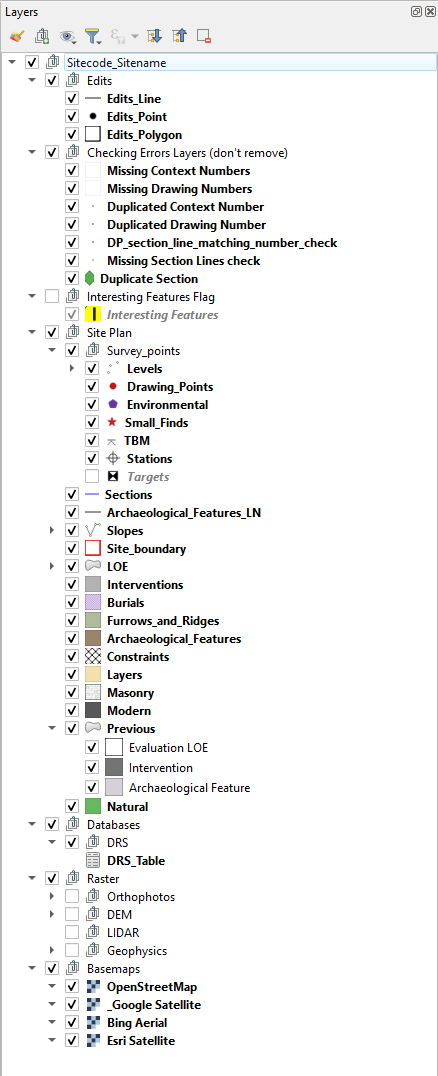 Layers
Sitecode_Sitename
Edits
Edits_Line
Edits_Point
Edits_Polygon
Checking Errors Layers (don't remove)
Missing Context Numbers
Missing Drawing Numbers
Duplicated Context Number
Duplicated Drawing Number
DP_section_line_matching_number_check
Missing Section Lines check
Duplicate Section
Interesting Features Flag
Interesting Features
Site Plan
Survey_points
Levels
Drawing_Points
Environmental
Small_Finds
TBM
Stations
Targets
Sections
Archaeological_Features_LN
Slopes
Site_boundary
LOE
Interventions
Burials
Furrows_and_Ridges
Archaeological_Features
Constraints
Layers
Masonry
Modern
Previous
Evaluation LOE
Intervention
Archaeological Feature
Natural
Databases
DRS
DRS_Table
Raster
Orthophotos
DEM
LIDAR
Geophysics
Basemaps
OpenStreetMap
_Google Satellite
Bing Aerial
Esri Satellite